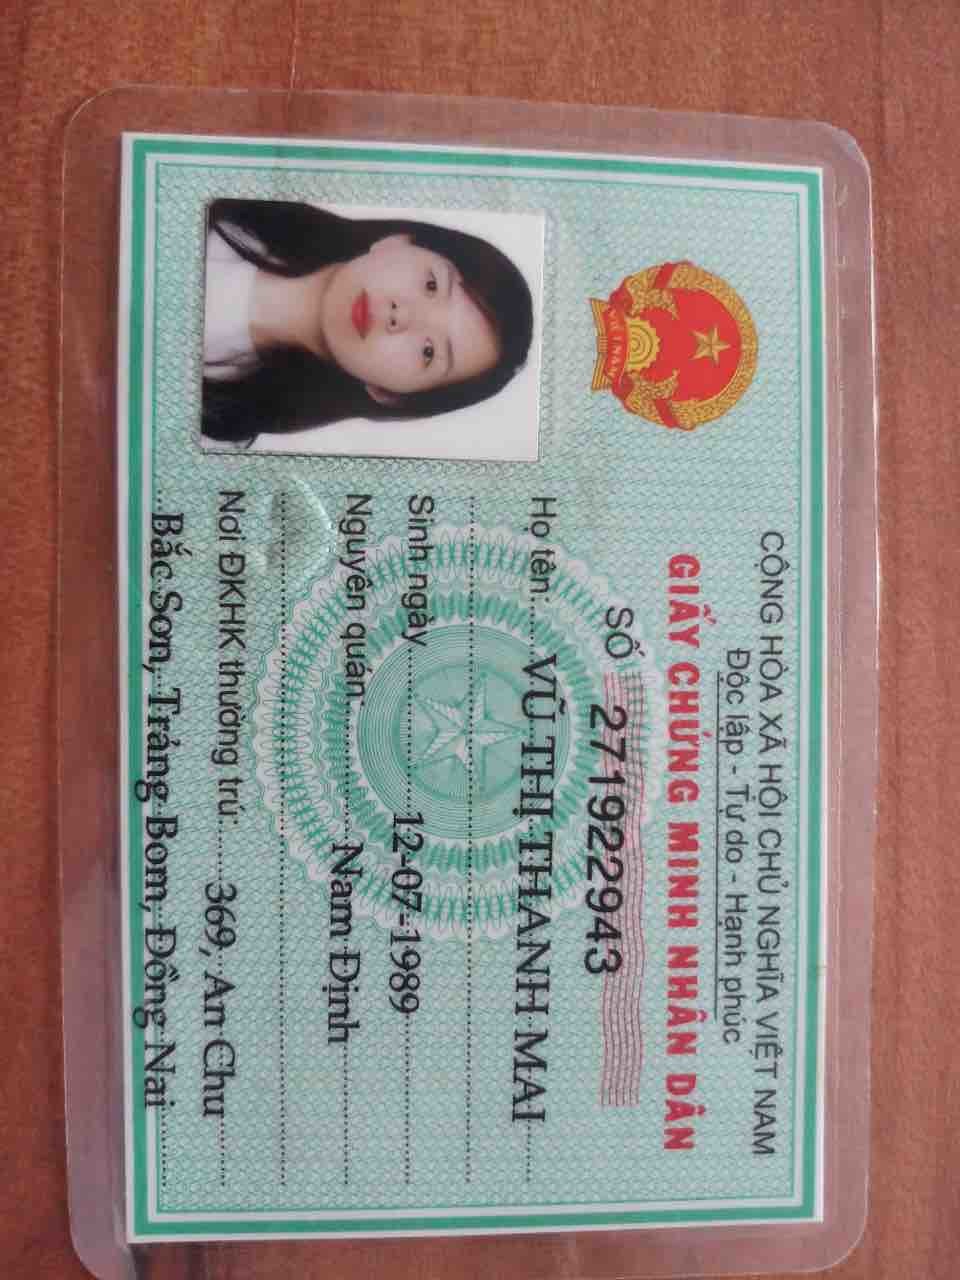 CỘNG HÒA XÃ HỘI CHỦ NGHĨA VIỆT NAM
Độc lập - Tự do - Hạnh phúc
GIẤY CHỨNG MINH NHÂN DÂN
SỐ 271922943
Họ tên: VŨ THỊ THANH MAI
Sinh ngày 12-07-1989
Nguyên quán: Nam Định
Nơi ĐKHK thường trú: 369, An Chu
Bắc Sơn, Trảng Bom, Đồng Nai
VIỆT NAM